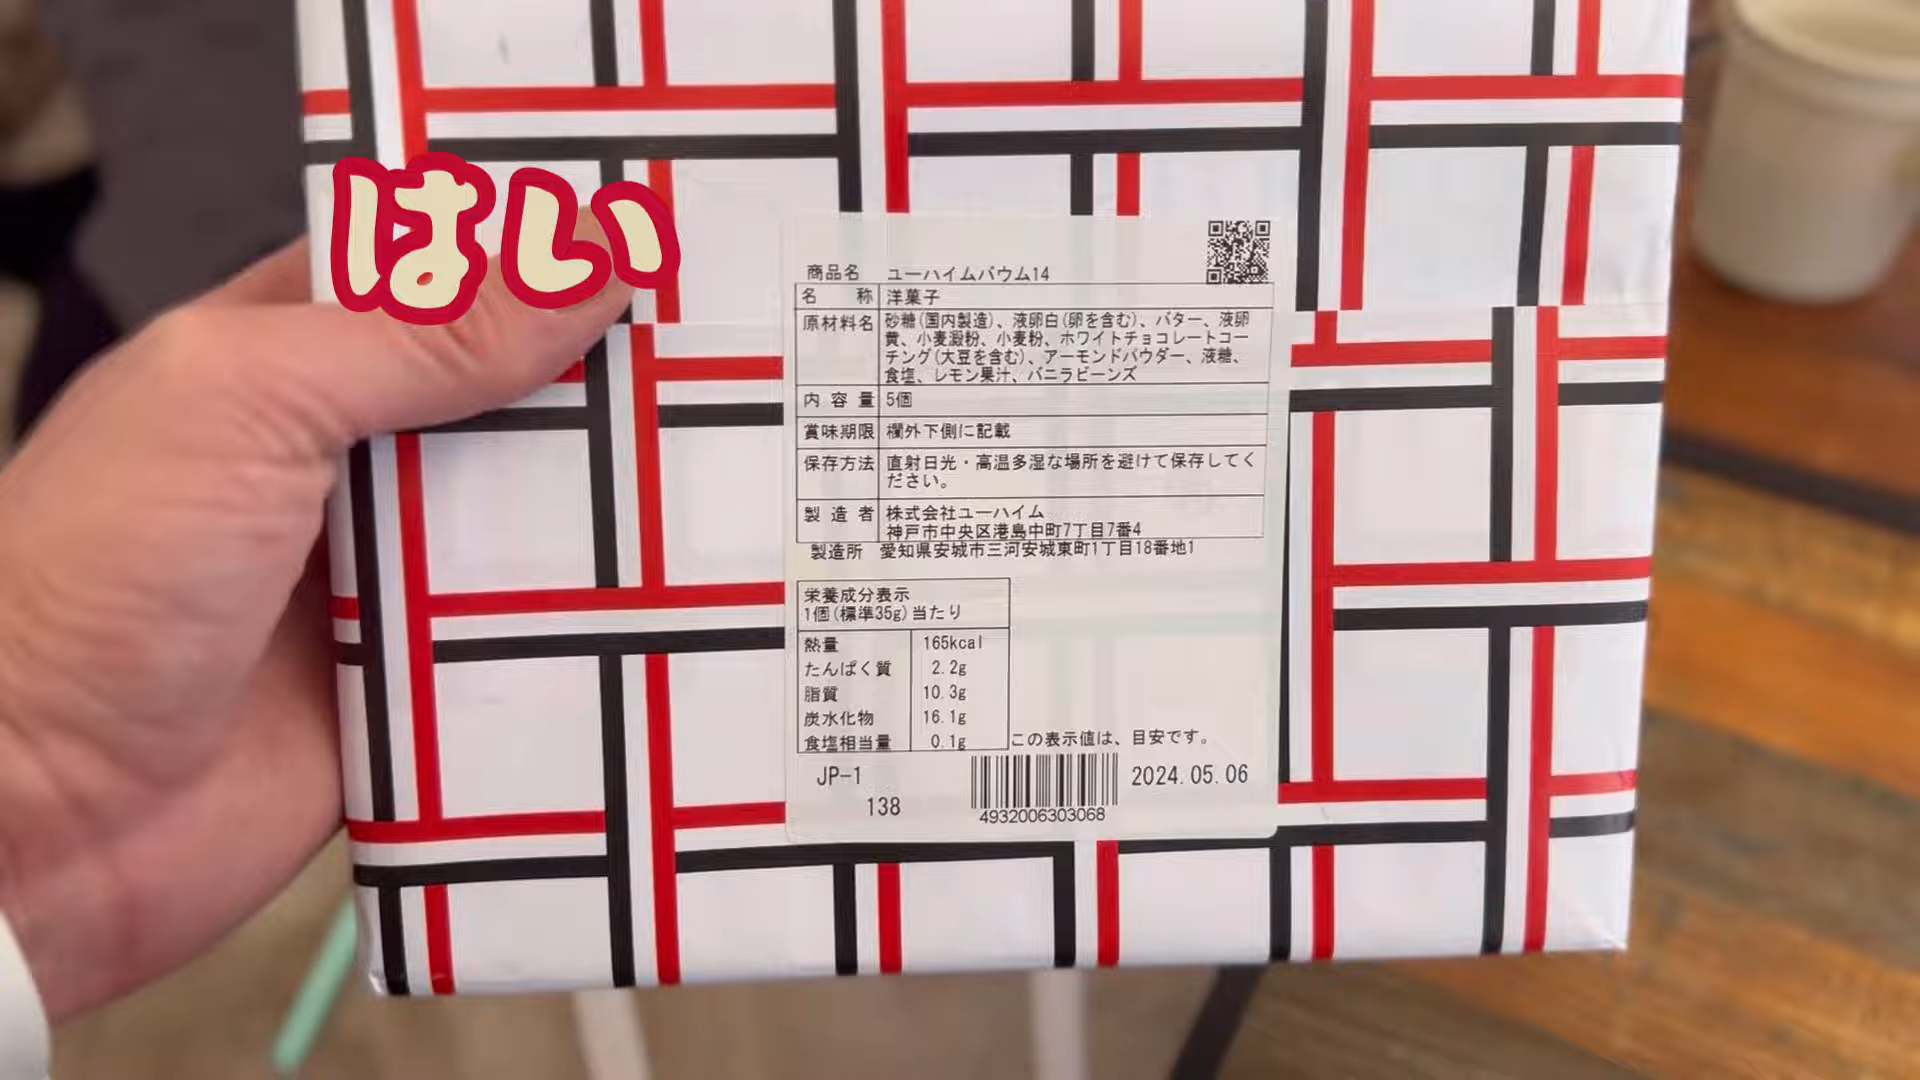 はい
商品名 ユーハイムバウム14
名 称 洋菓子
原材料名 砂糖(国内製造)、液卵白(卵を含む)、バター、液卵
黄、小麦澱粉、小麦粉、ホワイトチョコレートコー
チング(大豆を含む)、アーモンドパウダー、液糖、
食塩、レモン果汁、バニラビーンズ
内 容 量 5個
賞味期限 欄外下側に記載
保存方法 直射日光・高温多湿な場所を避けて保存してく
ださい。
製 造 者 株式会社ユーハイム
神戸市中央区港島中町7丁目7番4
製造所 愛知県安城市三河安城東町1丁目18番地1
栄養成分表示
1個(標準35g)当たり
熱量 165kcal
たんぱく質 2.2g
脂質 10.3g
炭水化物 16.1g
食塩相当量 0.1g
この表示値は、目安です。
JP-1
138
2024.05.06
4932006303068